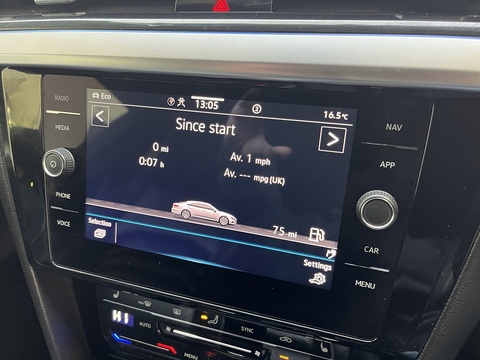 Eco
13:05
2
16.5°C
Since start
0 mi
Av. 1 mph
0:07 h
Av. --- mpg (UK)
75 mi
Selection
Settings
RADIO
MEDIA
PHONE
VOICE
NAV
APP
CAR
MENU
HI
AUTO
SYNC
MENU